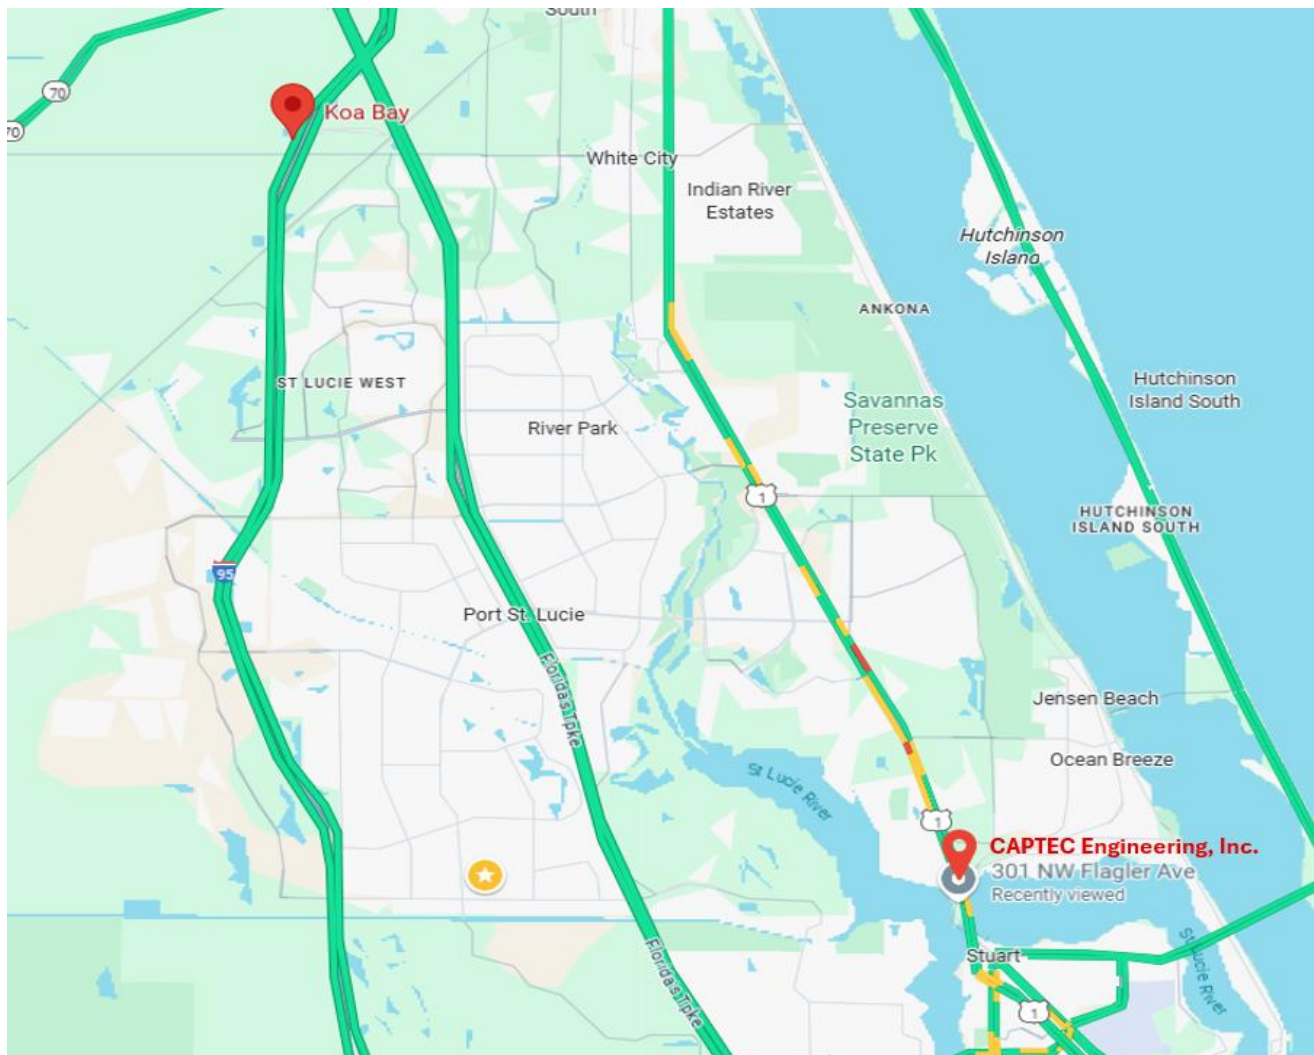 South
70
70
Koa Bay
White City
Indian River
Estates
Hutchinson
Island
ANKONA
ST LUCIE WEST
Hutchinson
Island South
Savannas
Preserve
State Pk
River Park
1
HUTCHINSON
ISLAND SOUTH
95
Port St. Lucie
Florida's Tpke
Jensen Beach
Ocean Breeze
St Lucie River
1
CAPTEC Engineering, Inc.
301 NW Flagler Ave
Recently viewed
Florida's Tpke
Stuart
St Lucie River
1